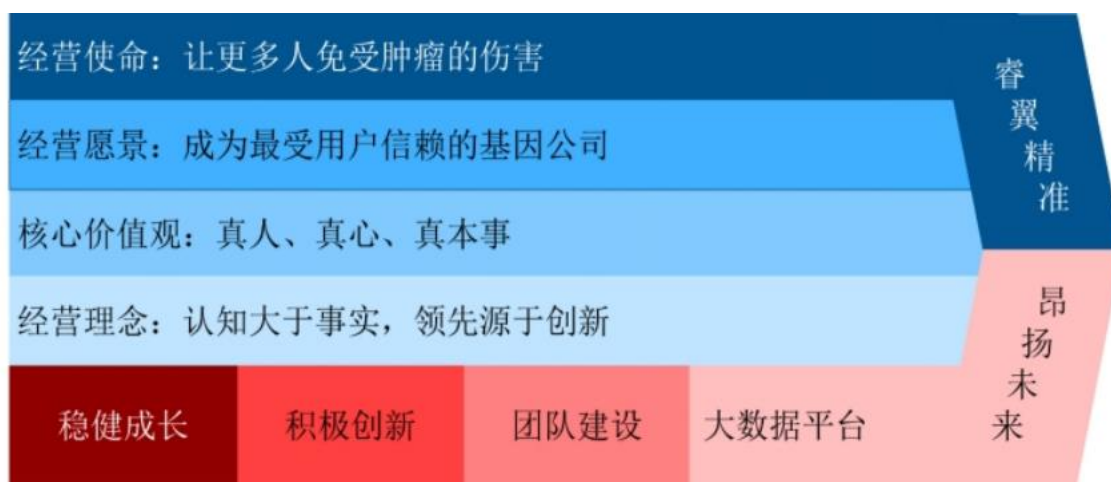 经营使命：让更多人免受肿瘤的伤害
经营愿景：成为最受用户信赖的基因公司
核心价值观：真人、真心、真本事
经营理念：认知大于事实，领先源于创新
稳健成长
积极创新
团队建设
大数据平台
睿翼精准
昂扬未来